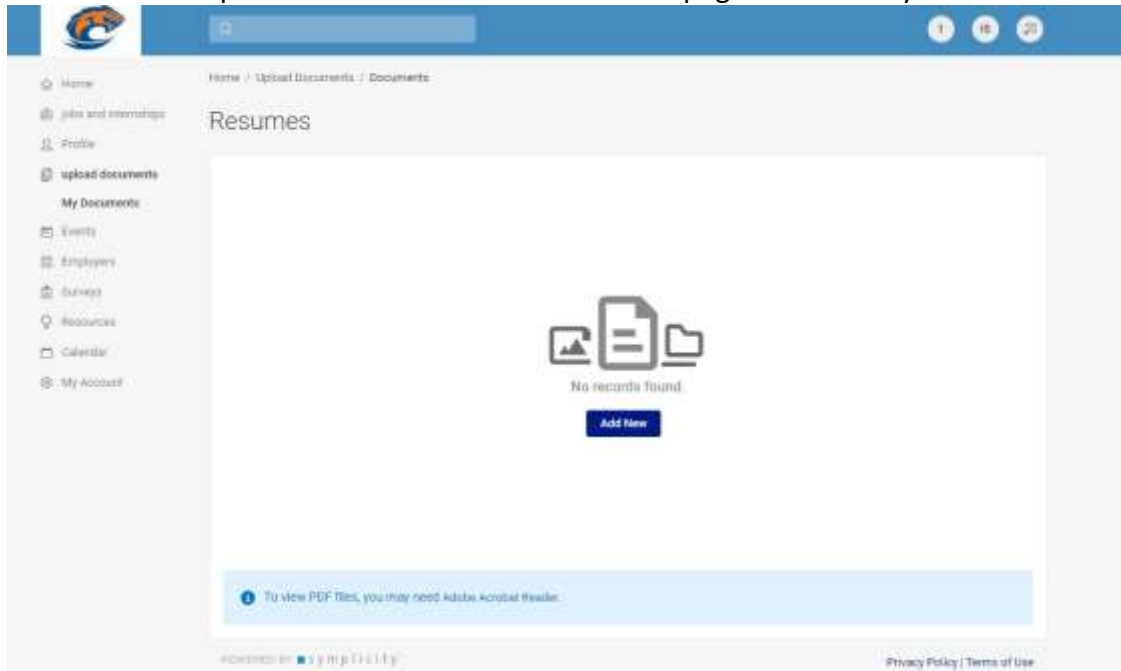 Home / Upload Documents / Documents
Home
jobs and internships
Resumes
Profile
upload documents
My Documents
Events
Employers
Surveys
Resources
Calendar
My Account
No records found.
Add New
To view PDF files, you may need Adobe Acrobat Reader.
POWERED BY symplicity
Privacy Policy | Terms of Use